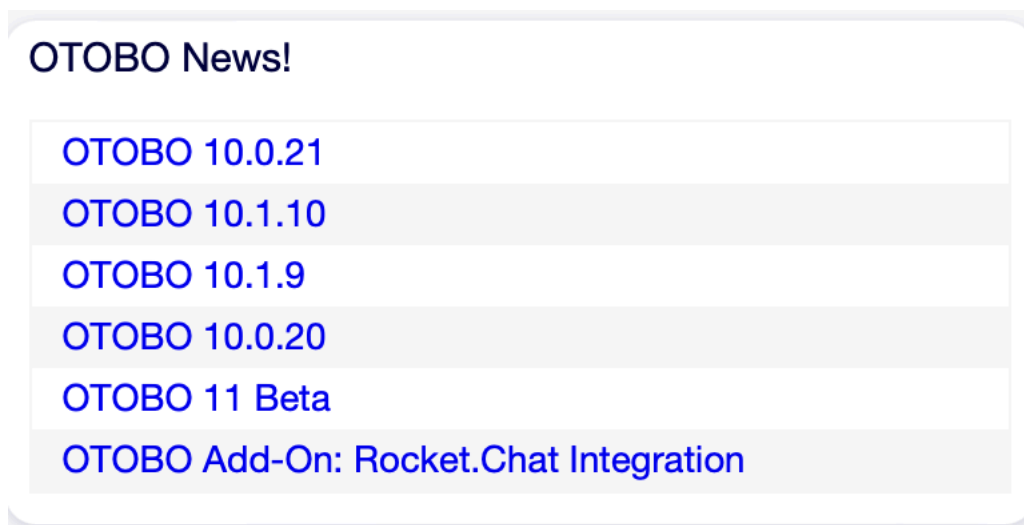 OTOBO News!
OTOBO 10.0.21
OTOBO 10.1.10
OTOBO 10.1.9
OTOBO 10.0.20
OTOBO 11 Beta
OTOBO Add-On: Rocket.Chat Integration